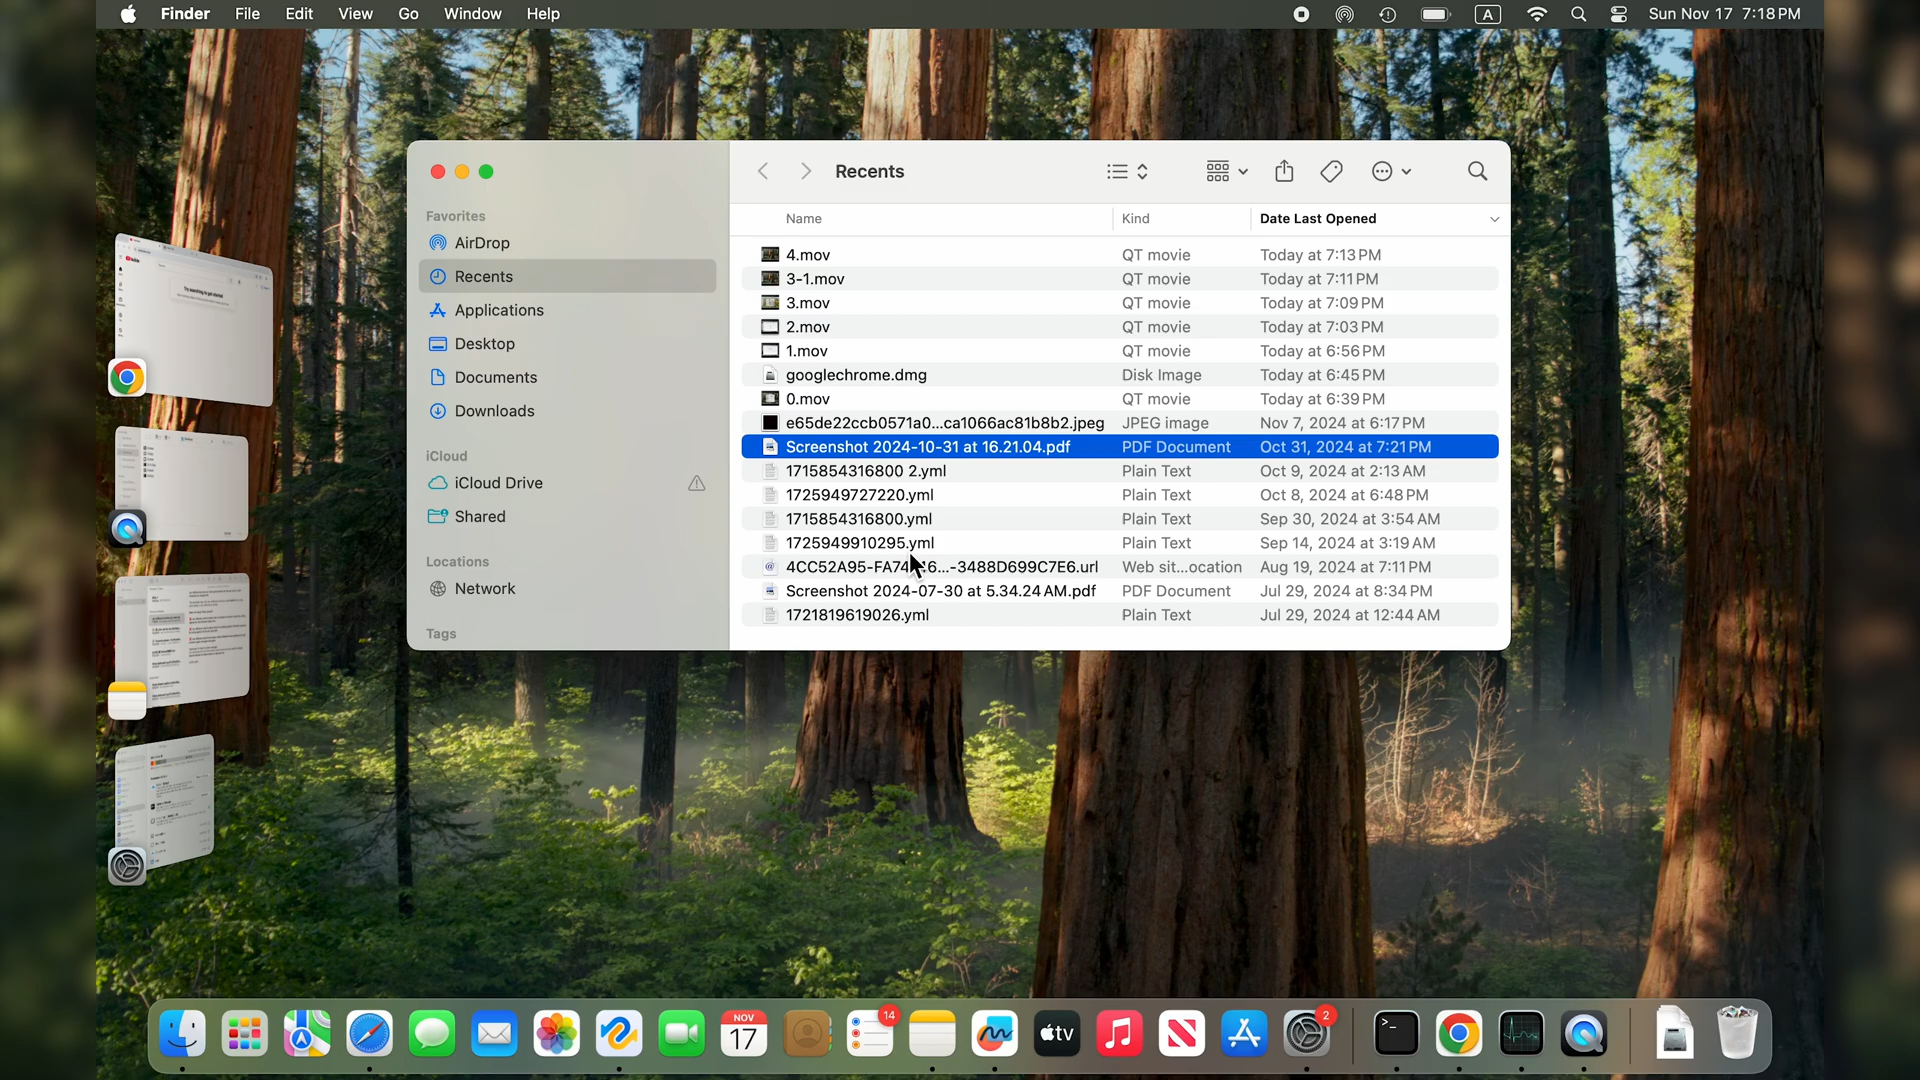 Finder File Edit View Go Window Help A Sun Nov 17 7:18 PM
Recents
Favorites
AirDrop
Recents
Applications
Desktop
Documents
Downloads
iCloud
iCloud Drive
Shared
Locations
Network
Tags
Name Kind Date Last Opened
4.mov QT movie Today at 7:13 PM
3-1.mov QT movie Today at 7:11 PM
3.mov QT movie Today at 7:09 PM
2.mov QT movie Today at 7:03 PM
1.mov QT movie Today at 6:56 PM
googlechrome.dmg Disk Image Today at 6:45 PM
0.mov QT movie Today at 6:39 PM
e65de22ccb0571a0...ca1066ac81b8b2.jpeg JPEG image Nov 7, 2024 at 6:17 PM
Screenshot 2024-10-31 at 16.21.04.pdf PDF Document Oct 31, 2024 at 7:21 PM
1715854316800 2.yml Plain Text Oct 9, 2024 at 2:13 AM
1725949727220.yml Plain Text Oct 8, 2024 at 6:48 PM
1715854316800.yml Plain Text Sep 30, 2024 at 3:54 AM
1725949910295.yml Plain Text Sep 14, 2024 at 3:19 AM
Web sit...ocation Aug 19, 2024 at 7:11 PM
Screenshot 2024-07-30 at 5.34.24 AM.pdf PDF Document Jul 29, 2024 at 8:34 PM
1721819619026.yml Plain Text Jul 29, 2024 at 12:44 AM
Try searching to get started
NOV
17
14
tv
2
>_